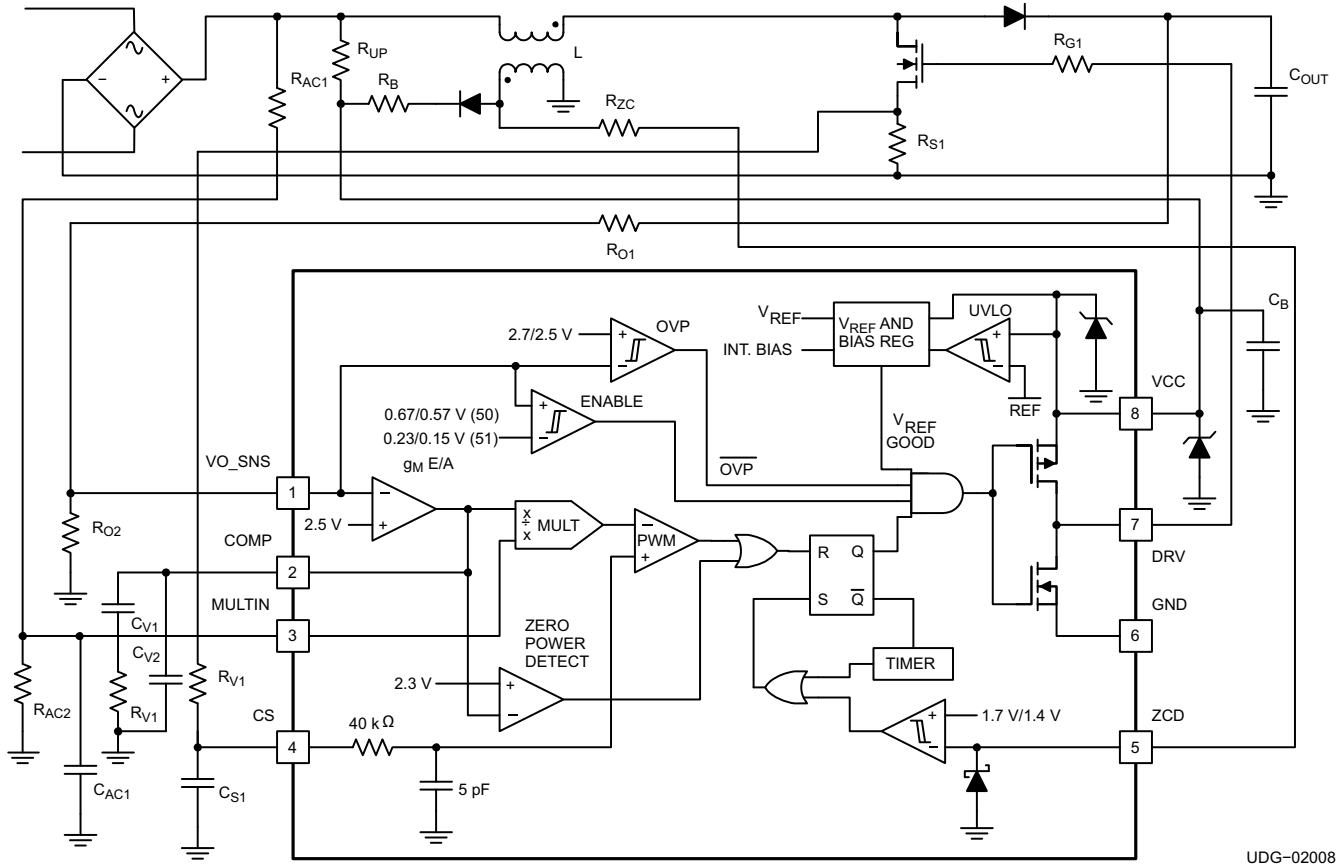 RUP
L
RG1
RAC1
RB
COUT
RZC
RS1
RO1
CB
VREF
VREF AND
BIAS REG
UVLO
2.7/2.5 V
OVP
INT. BIAS
REF
VCC
8
ENABLE
0.67/0.57 V (50)
0.23/0.15 V (51)
VREF
GOOD
OVP
gM E/A
VO_SNS
1
2.5 V
x
÷
x
MULT
PWM
7
DRV
RO2
COMP
2
R Q
S Q
MULTIN
3
GND
6
CV1
CV2
ZERO
POWER
DETECT
TIMER
2.3 V
RAC2
RV1
RV1
CS
4
40 kΩ
1.7 V/1.4 V
ZCD
5
CAC1
CS1
5 pF
UDG−02008